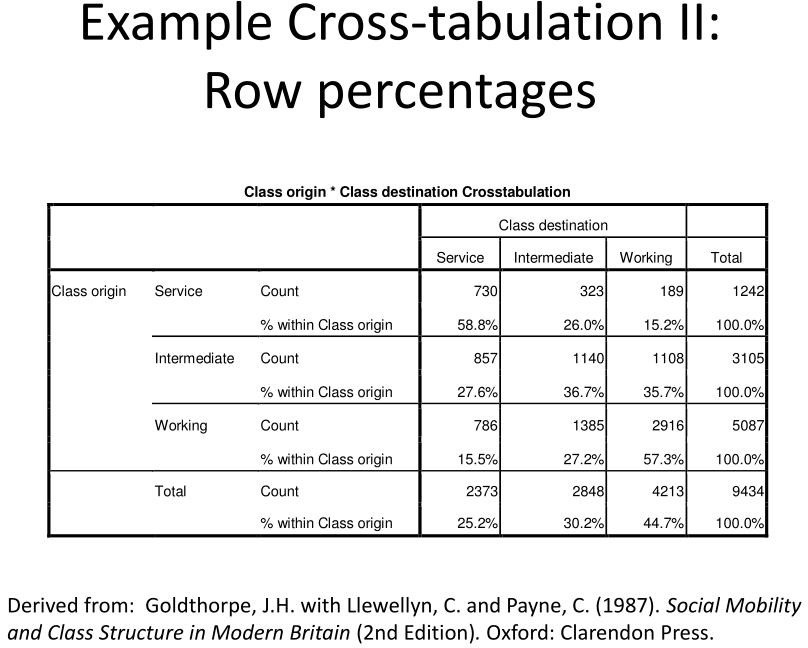 Example Cross-tabulation II:
Row percentages
Class origin * Class destination Crosstabulation
Class destination
Service Intermediate Working Total
Class origin Service Count 730 323 189 1242
% within Class origin 58.8% 26.0% 15.2% 100.0%
Intermediate Count 857 1140 1108 3105
% within Class origin 27.6% 36.7% 35.7% 100.0%
Working Count 786 1385 2916 5087
% within Class origin 15.5% 27.2% 57.3% 100.0%
Total Count 2373 2848 4213 9434
% within Class origin 25.2% 30.2% 44.7% 100.0%
Derived from: Goldthorpe, J.H. with Llewellyn, C. and Payne, C. (1987). Social Mobility
and Class Structure in Modern Britain (2nd Edition). Oxford: Clarendon Press.